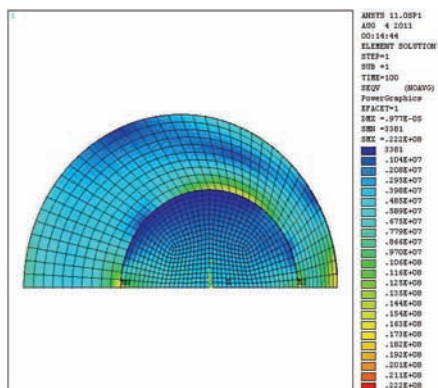 ANSYS 11.0SP1
AUG 4 2011
00:14:44
ELEMENT SOLUTION
STEP=1
SUB =1
TIME=100
SEQV (NOAVG)
PowerGraphics
EFACET=1
DMX =.977E-05
SMN =3381
SMX =.222E+08
3381
.104E+07
.208E+07
.295E+07
.398E+07
.485E+07
.589E+07
.675E+07
.779E+07
.866E+07
.970E+07
.106E+08
.116E+08
.125E+08
.135E+08
.144E+08
.154E+08
.163E+08
.173E+08
.182E+08
.192E+08
.201E+08
.211E+08
.222E+08